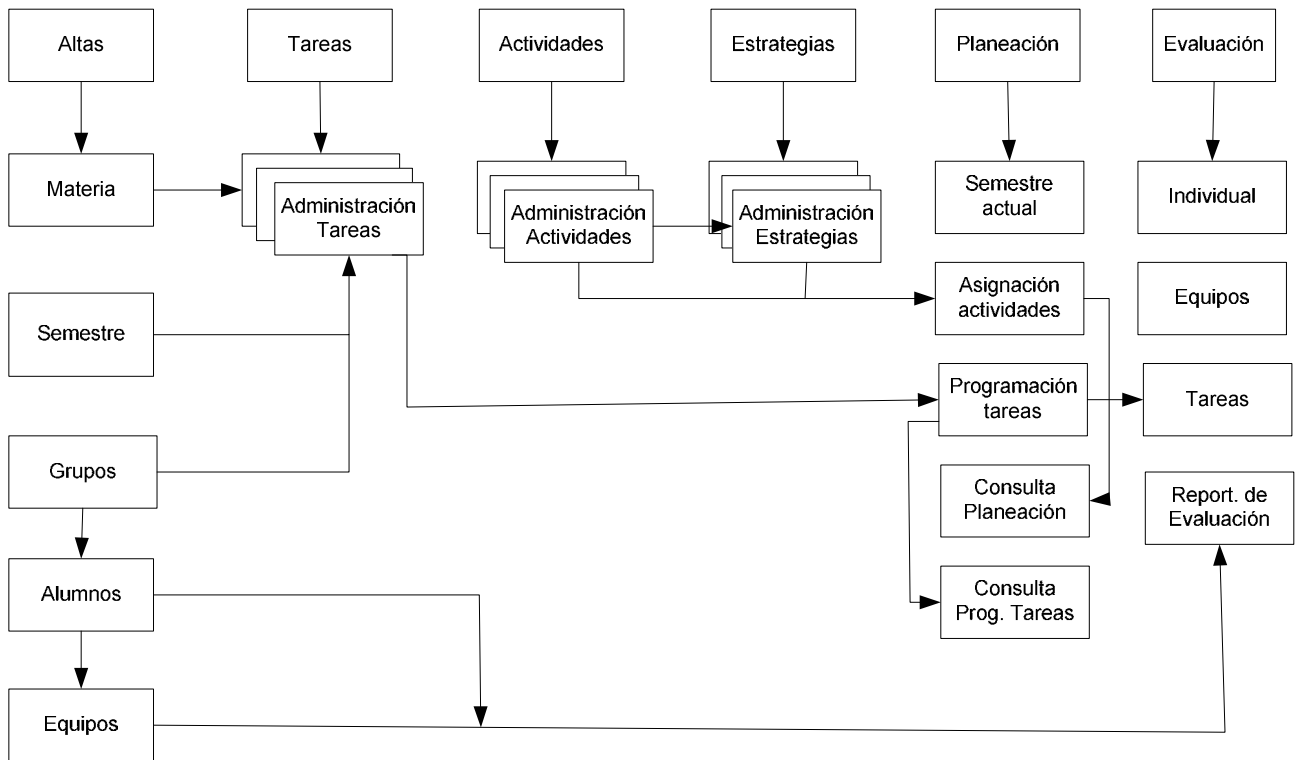 Altas
Tareas
Actividades
Estrategias
Planeación
Evaluación
Materia
Administración
Tareas
Administración
Actividades
Administración
Estrategias
Semestre
actual
Individual
Semestre
Asignación
actividades
Equipos
Programación
tareas
Tareas
Grupos
Consulta
Planeación
Report. de
Evaluación
Alumnos
Consulta
Prog. Tareas
Equipos